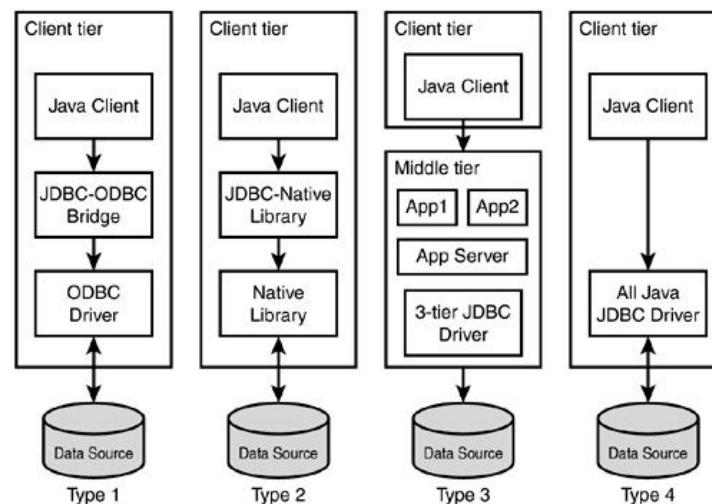 Client tier
Java Client
JDBC-ODBC
Bridge
ODBC
Driver
Data Source
Type 1
Client tier
Java Client
JDBC-Native
Library
Native
Library
Data Source
Type 2
Client tier
Java Client
Middle tier
App1 App2
App Server
3-tier JDBC
Driver
Data Source
Type 3
Client tier
Java Client
All Java
JDBC Driver
Data Source
Type 4